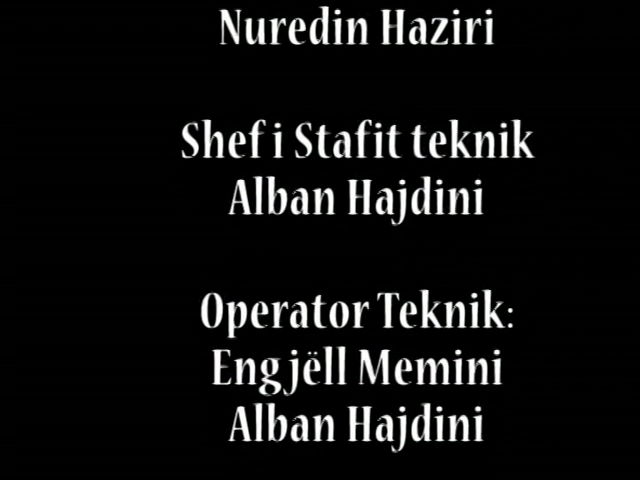 Nuredin Haziri
Shef i Stafit teknik
Alban Hajdini
Operator Teknik:
Engjëll Memini
Alban Hajdini